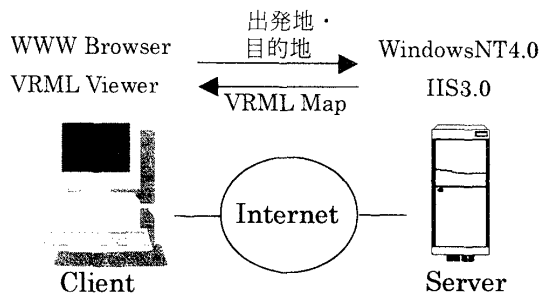 出発地・
目的地
WWW Browser
WindowsNT4.0
VRML Viewer
VRML Map
IIS3.0
Internet
Client
Server